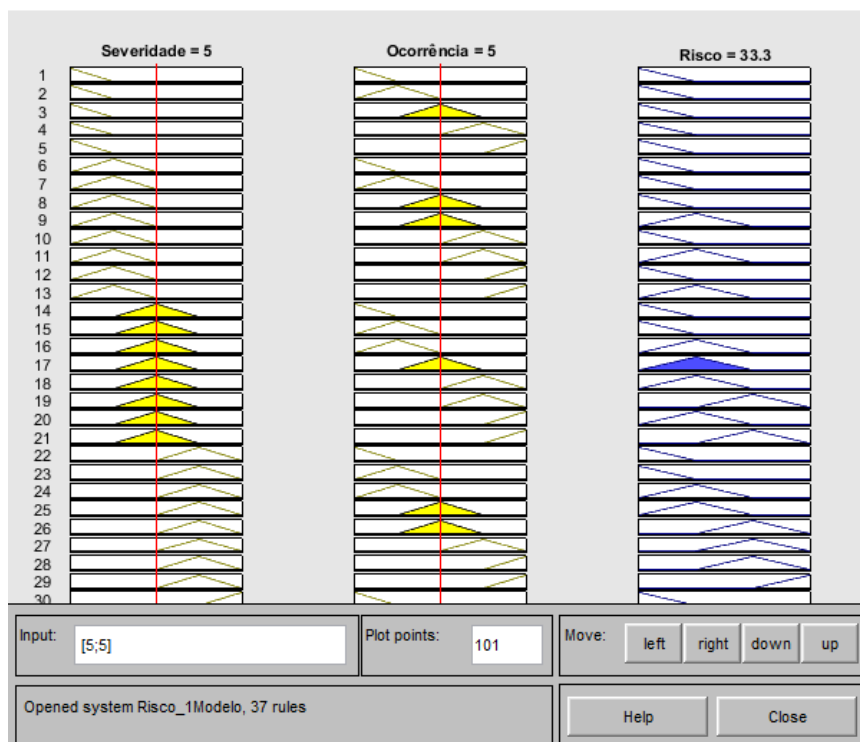 Severidade = 5
Ocorrência = 5
Risco = 33.3
1
2
3
4
5
6
7
8
9
10
11
12
13
14
15
16
17
18
19
20
21
22
23
24
25
26
27
28
29
30
Input:
[5;5]
Plot points:
101
Move:
left
right
down
up
Opened system Risco_1Modelo, 37 rules
Help
Close